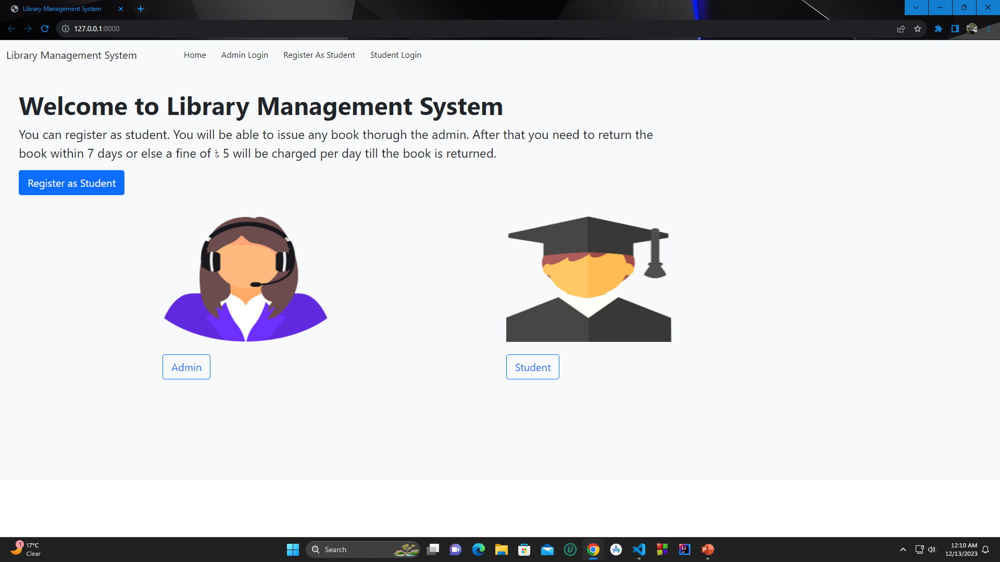 Library Management System
127.0.0.1:8000
Library Management System Home Admin Login Register As Student Student Login
Welcome to Library Management System
You can register as student. You will be able to issue any book thorugh the admin. After that you need to return the
book within 7 days or else a fine of ৳ 5 will be charged per day till the book is returned.
Register as Student
Admin Student
1
17°C
Clear
Search
12:10 AM
12/13/2023